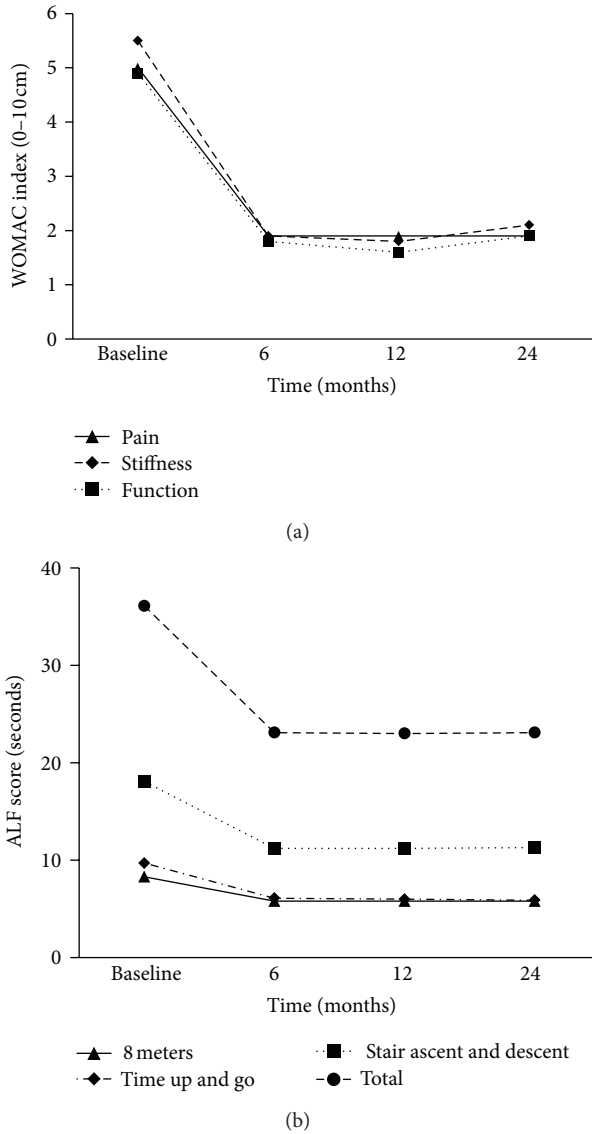 6
5
4
3
2
1
0
WOMAC index (0–10 cm)
Baseline 6 12 24
Time (months)
Pain
Stiffness
Function
(a)
40
30
20
10
0
ALF score (seconds)
Baseline 6 12 24
Time (months)
8 meters Stair ascent and descent
Time up and go Total
(b)